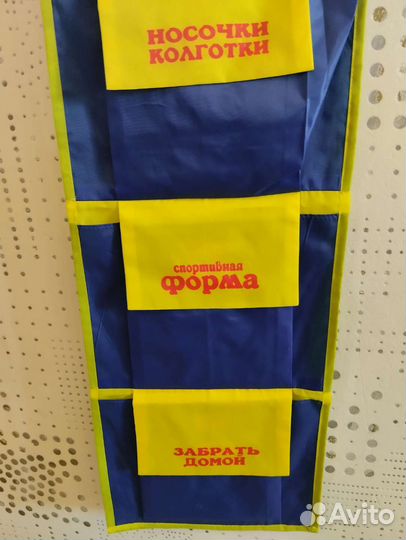 НОСОЧКИ
КОЛГОТКИ
спортивная
форма
ЗАБРАТЬ
ДОМОЙ
Avito